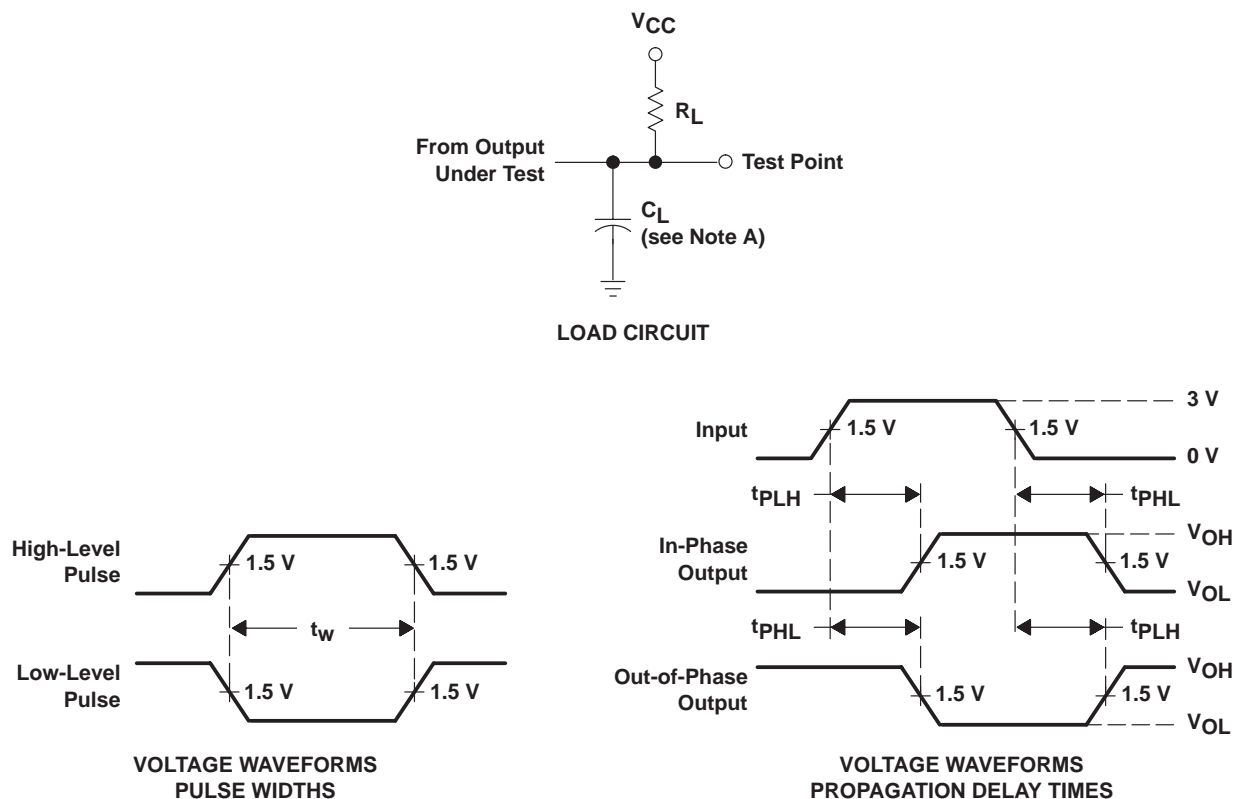 VCC
RL
From Output
Under Test
Test Point
CL
(see Note A)
LOAD CIRCUIT
High-Level
Pulse
1.5 V
1.5 V
tw
Low-Level
Pulse
1.5 V
1.5 V
VOLTAGE WAVEFORMS
PULSE WIDTHS
Input
1.5 V
1.5 V
3 V
0 V
tPLH
tPHL
In-Phase
Output
1.5 V
1.5 V
VOH
VOL
tPHL
tPLH
Out-of-Phase
Output
1.5 V
1.5 V
VOH
VOL
VOLTAGE WAVEFORMS
PROPAGATION DELAY TIMES